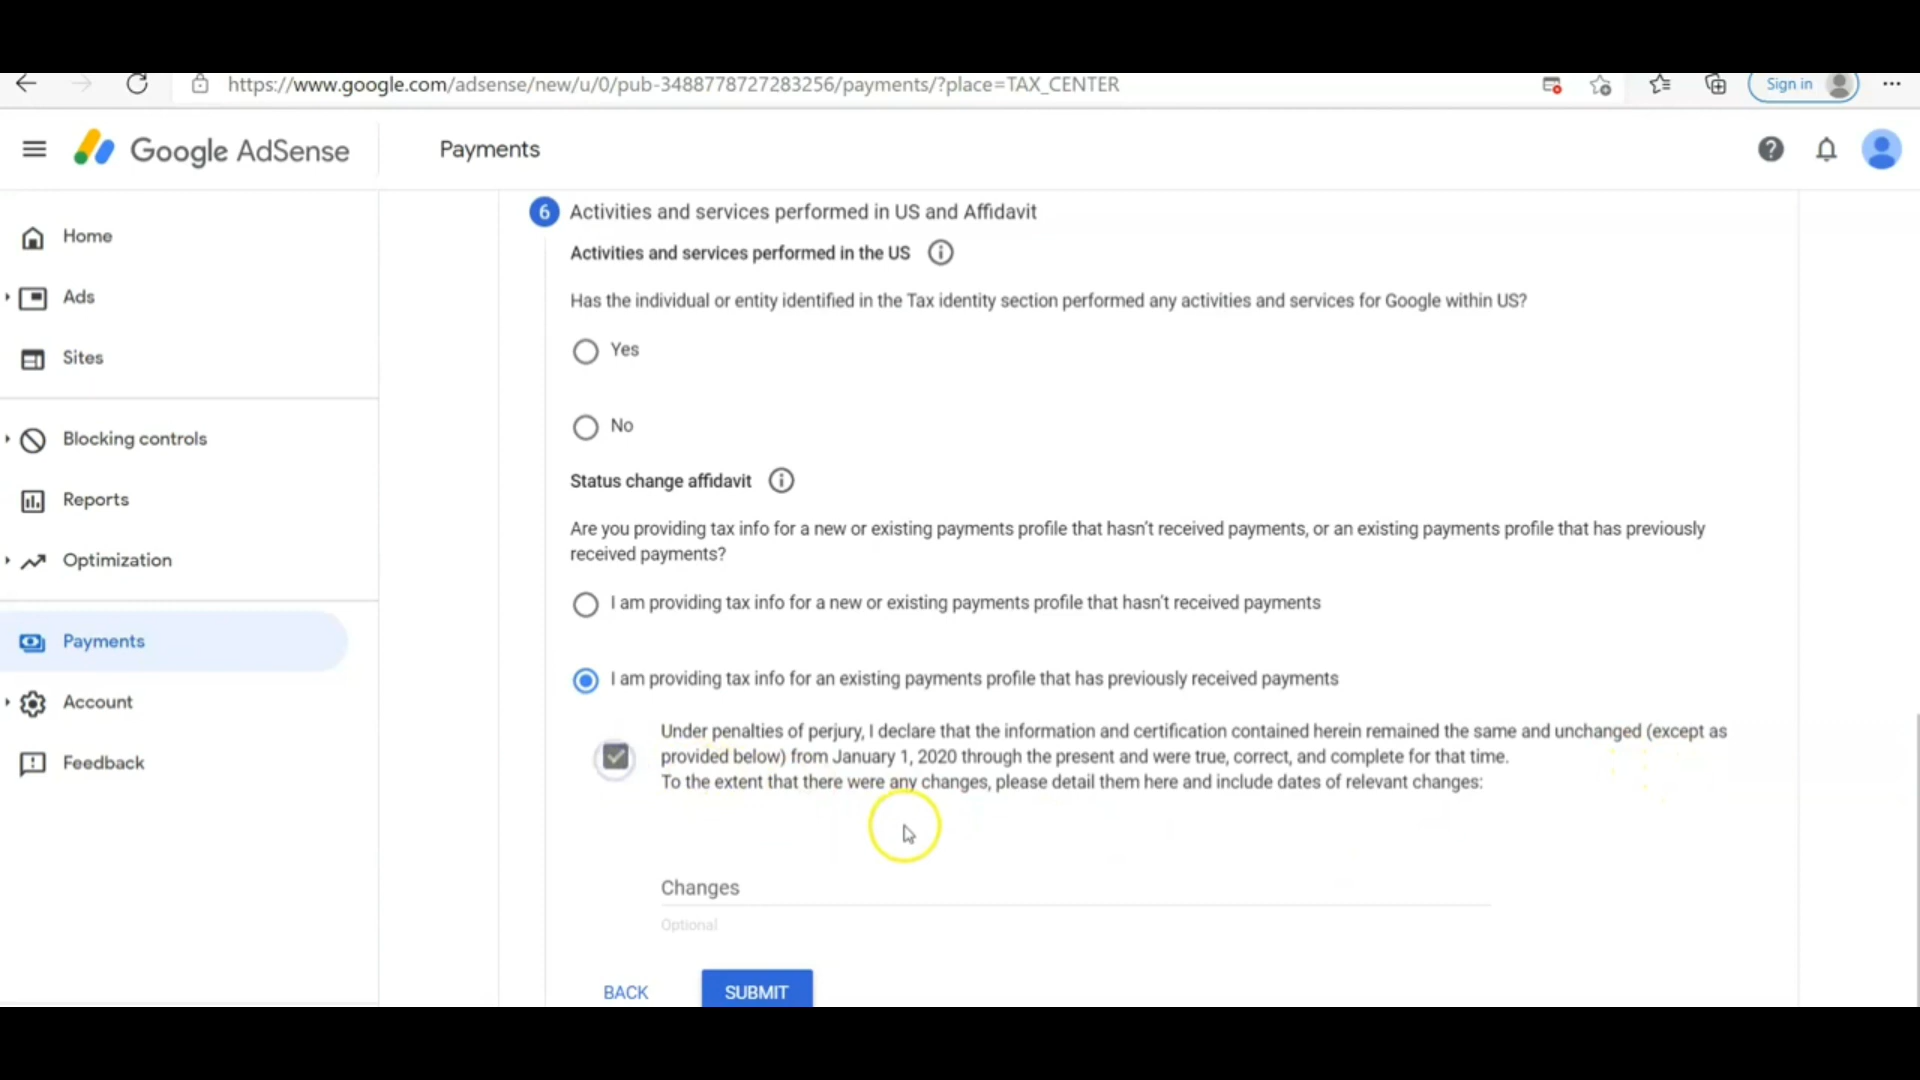 https://www.google.com/adsense/new/u/0/pub-3488778727283256/payments/?place=TAX_CENTER
Sign in
Google AdSense
Payments
Home
Ads
Sites
Blocking controls
Reports
Optimization
Payments
Account
Feedback
6 Activities and services performed in US and Affidavit
Activities and services performed in the US
Has the individual or entity identified in the Tax identity section performed any activities and services for Google within US?
Yes
No
Status change affidavit
Are you providing tax info for a new or existing payments profile that hasn't received payments, or an existing payments profile that has previously
received payments?
I am providing tax info for a new or existing payments profile that hasn't received payments
I am providing tax info for an existing payments profile that has previously received payments
Under penalties of perjury, I declare that the information and certification contained herein remained the same and unchanged (except as
provided below) from January 1, 2020 through the present and were true, correct, and complete for that time.
To the extent that there were any changes, please detail them here and include dates of relevant changes:
Changes
Optional
BACK
SUBMIT